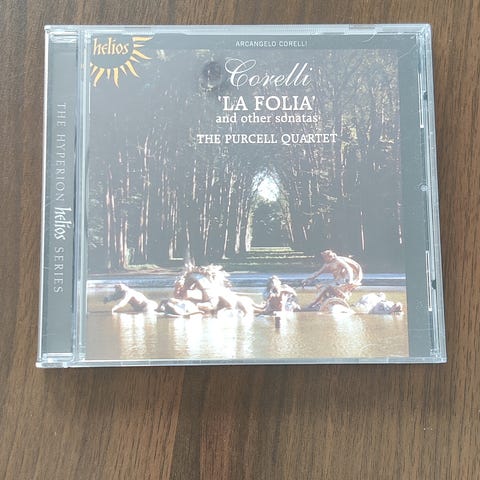 helios
ARCANGELO CORELLI
Corelli
'LA FOLIA'
and other sonatas
THE PURCELL QUARTET
THE HYPERION helios SERIES